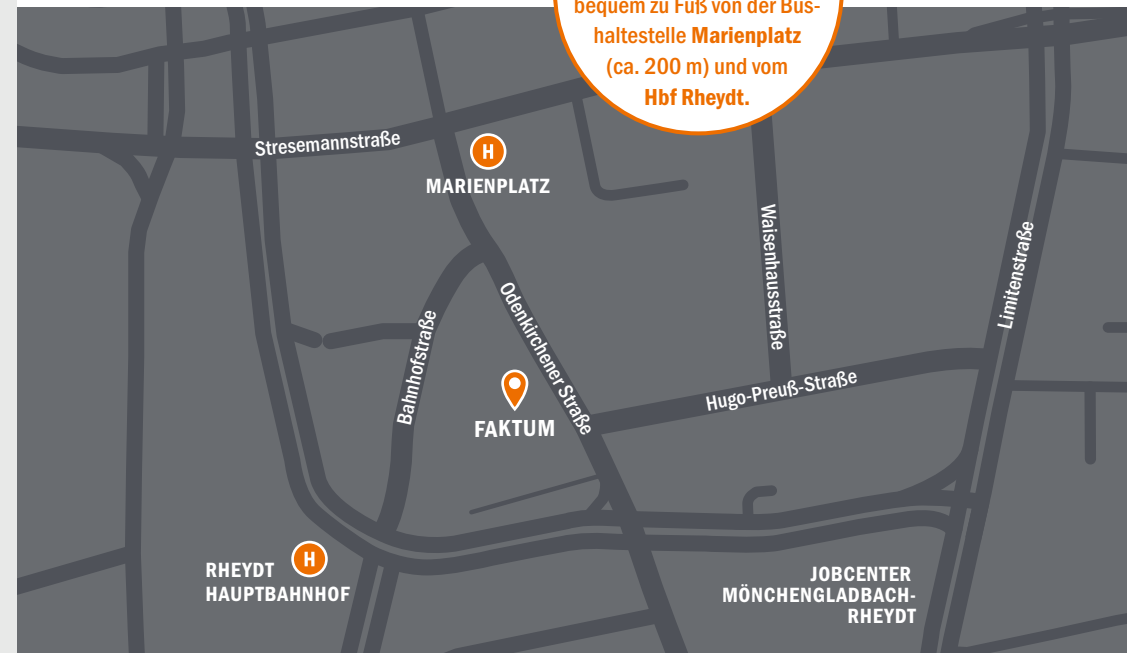 bequem zu Fuß von der Bus-
haltestelle Marienplatz
(ca. 200 m) und vom
Hbf Rheydt.
Stresemannstraße
H
MARIENPLATZ
Waisenhausstraße
Limitenstraße
Odenkirchener Straße
Bahnhofstraße
Hugo-Preuß-Straße
FAKTUM
H
RHEYDT
HAUPTBAHNHOF
JOBCENTER
MÖNCHENGLADBACH-
RHEYDT